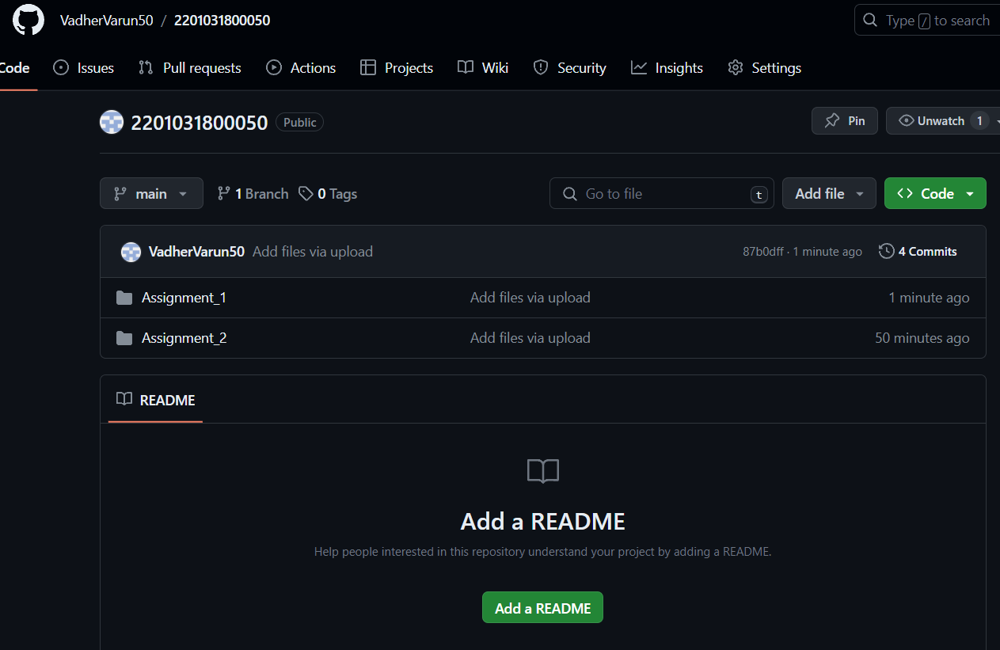 VadherVarun50 / 2201031800050 Type / to search
Code Issues Pull requests Actions Projects Wiki Security Insights Settings
2201031800050 Public Pin Unwatch 1
main 1 Branch 0 Tags Go to file t Add file Code
VadherVarun50 Add files via upload 87b0dff · 1 minute ago 4 Commits
Assignment_1 Add files via upload 1 minute ago
Assignment_2 Add files via upload 50 minutes ago
README
Add a README
Help people interested in this repository understand your project by adding a README.
Add a README